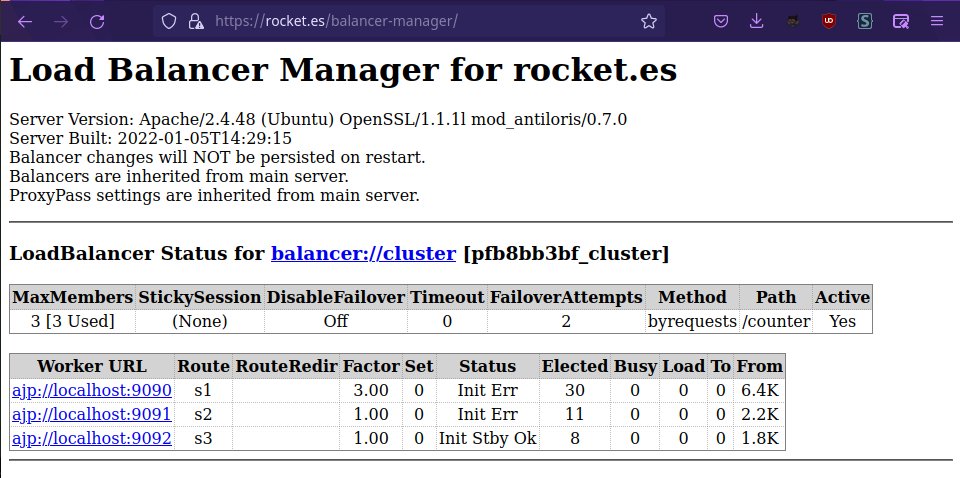 https://rocket.es/balancer-manager/
Load Balancer Manager for rocket.es
Server Version: Apache/2.4.48 (Ubuntu) OpenSSL/1.1.1l mod_antiloris/0.7.0
Server Built: 2022-01-05T14:29:15
Balancer changes will NOT be persisted on restart.
Balancers are inherited from main server.
ProxyPass settings are inherited from main server.
LoadBalancer Status for balancer://cluster [pfb8bb3bf_cluster]
MaxMembers StickySession DisableFailover Timeout FailoverAttempts Method Path Active
3 [3 Used] (None) Off 0 2 byrequests /counter Yes
Worker URL Route RouteRedir Factor Set Status Elected Busy Load To From
ajp://localhost:9090 s1 3.00 0 Init Err 30 0 0 0 6.4K
ajp://localhost:9091 s2 1.00 0 Init Err 11 0 0 0 2.2K
ajp://localhost:9092 s3 1.00 0 Init Stby Ok 8 0 0 0 1.8K